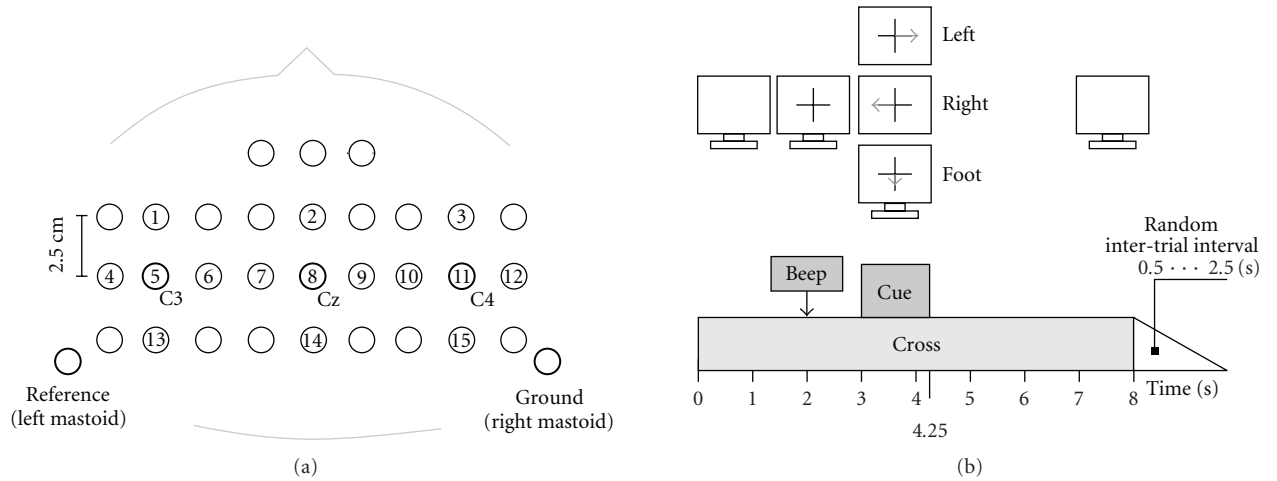 1
2
3
2.5 cm
4
5
6
7
8
9
10
11
12
C3
Cz
C4
13
14
15
Reference
(left mastoid)
Ground
(right mastoid)
(a)
Left
Right
Foot
Random
inter-trial interval
0.5 · · · 2.5 (s)
Beep
Cue
Cross
0 1 2 3 4 5 6 7 8
Time (s)
4.25
(b)